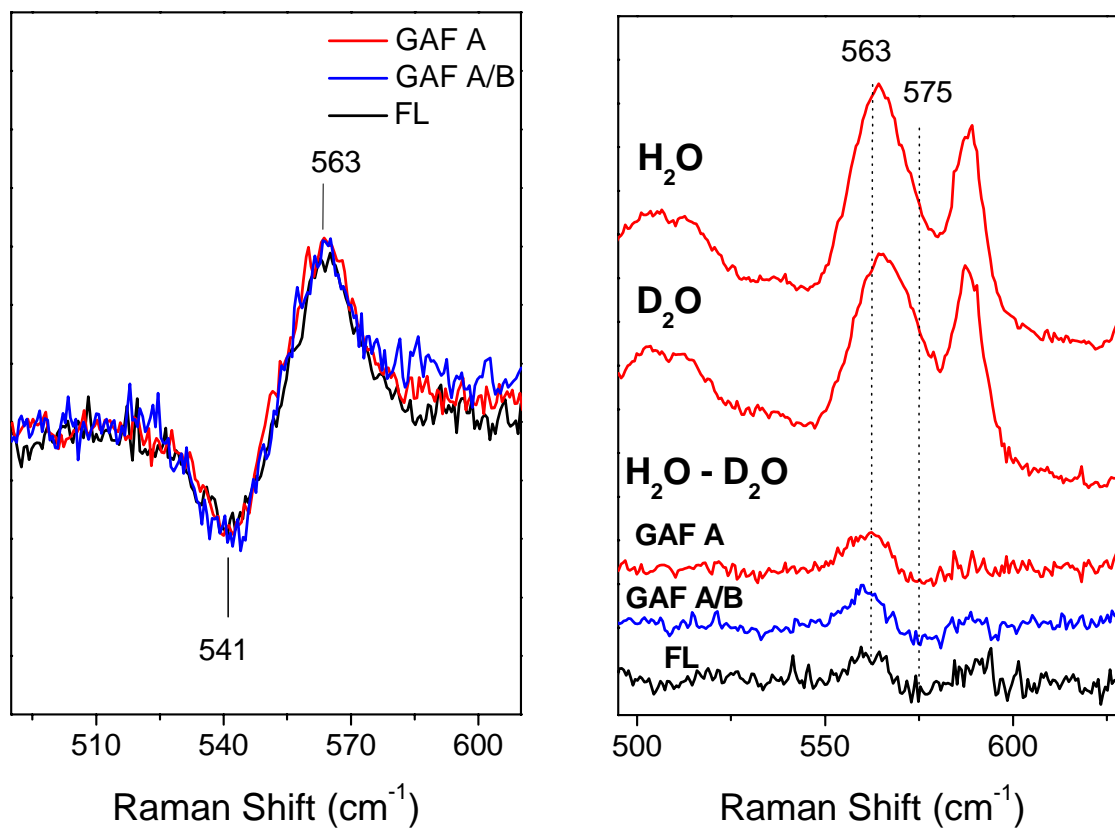 GAF A
GAF A/B
FL
563
541
510 540 570 600
Raman Shift (cm⁻¹)
563
575
H₂O
D₂O
H₂O - D₂O
GAF A
GAF A/B
FL
500 550 600
Raman Shift (cm⁻¹)